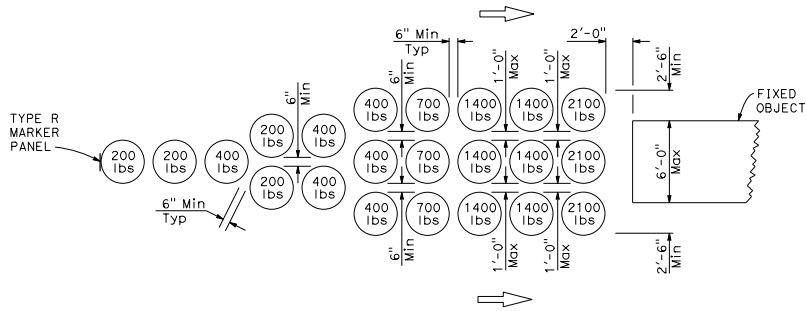 6" Min
Typ
2'-0"
6"
Min
1'-0"
Max
1'-0"
Max
2'-6"
Min
6"
Min
FIXED
OBJECT
TYPE R
MARKER
PANEL
400
lbs
700
lbs
1400
lbs
1400
lbs
2100
lbs
200
lbs
400
lbs
200
lbs
200
lbs
400
lbs
400
lbs
700
lbs
1400
lbs
1400
lbs
2100
lbs
6'-0"
Max
200
lbs
400
lbs
6" Min
Typ
400
lbs
700
lbs
1400
lbs
1400
lbs
2100
lbs
6"
Min
1'-0"
Max
1'-0"
Max
2'-6"
Min